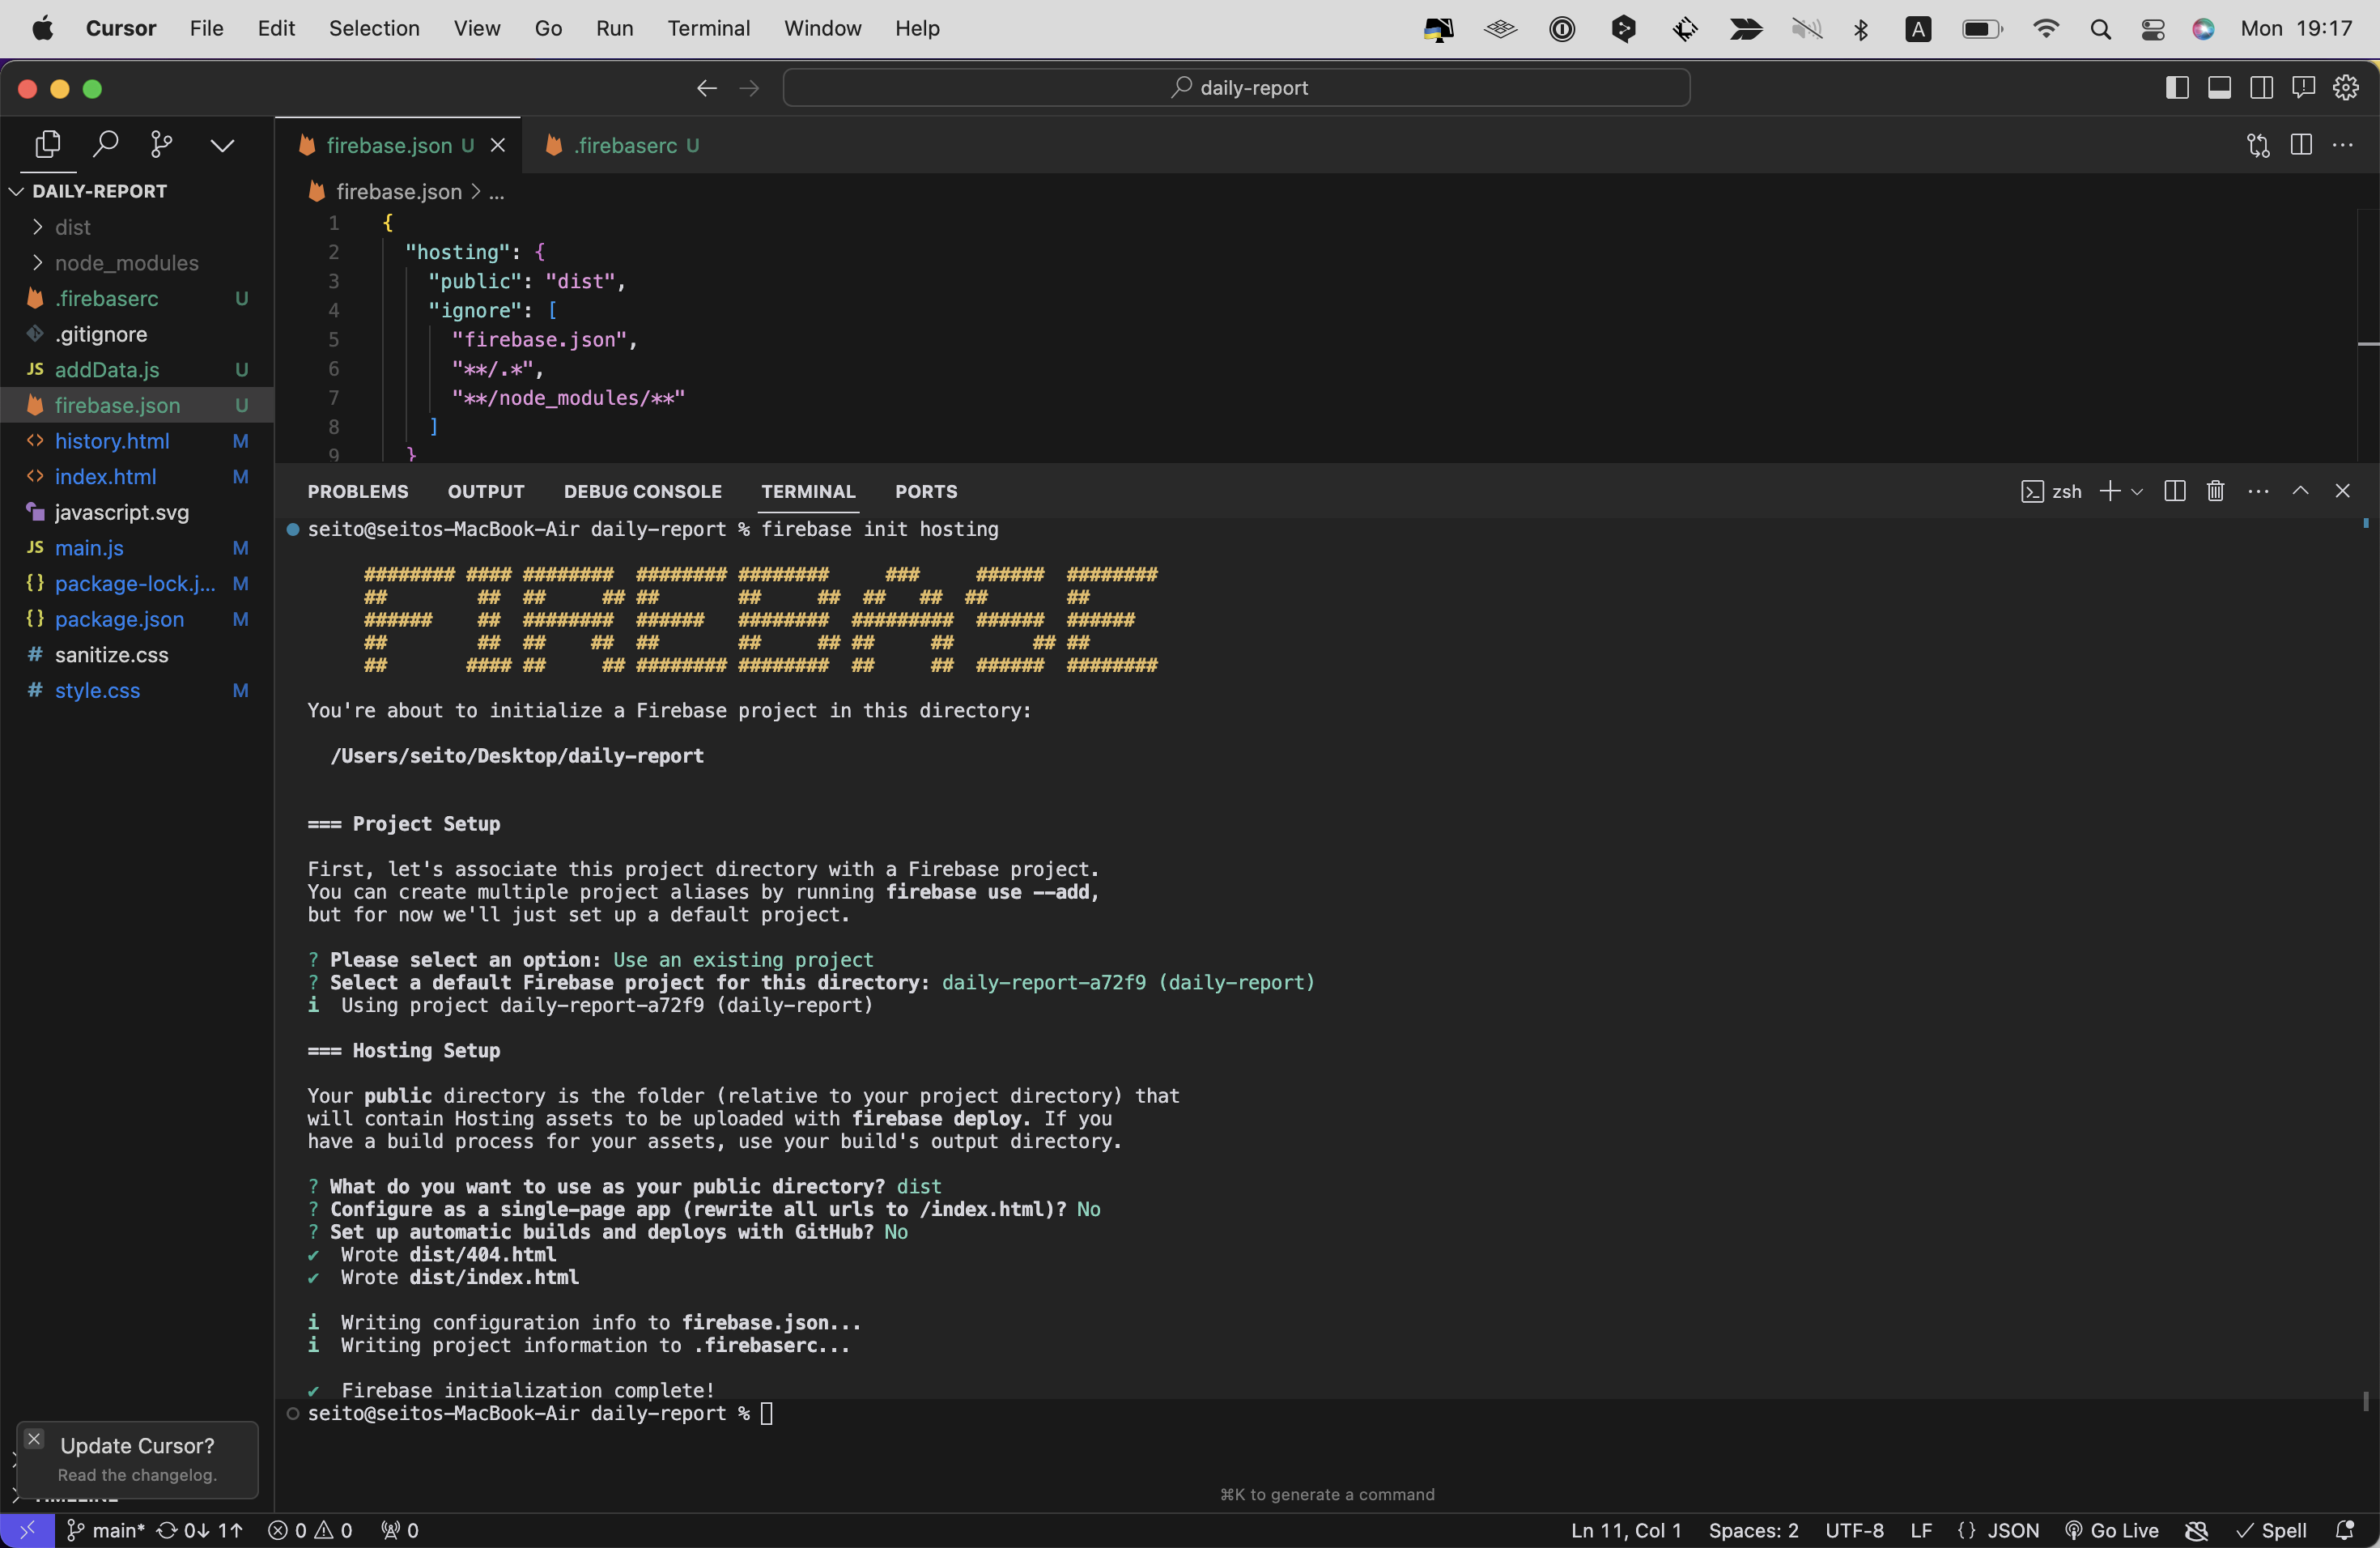 Cursor File Edit Selection View Go Run Terminal Window Help A Mon 19:17
daily-report
firebase.json U .firebaserc U
DAILY-REPORT
dist
node_modules
.firebaserc U
.gitignore
JS addData.js U
firebase.json U
<> history.html M
<> index.html M
javascript.svg
JS main.js M
{} package-lock.j... M
{} package.json M
# sanitize.css
# style.css M
firebase.json > ...
1 {
2 "hosting": {
3 "public": "dist",
4 "ignore": [
5 "firebase.json",
6 "**/.*",
7 "**/node_modules/**"
8 ]
9 }
PROBLEMS OUTPUT DEBUG CONSOLE TERMINAL PORTS zsh
seito@seitos-MacBook-Air daily-report % firebase init hosting
######## #### ########  ######## ########     ###     ######  ########
##        ##  ##     ## ##       ##     ##  ##   ##  ##       ##
######    ##  ########  ######   ########  #########  ######  ######
##        ##  ##    ##  ##       ##     ## ##     ##       ## ##
##       #### ##     ## ######## ########  ##     ##  ######  ########
You're about to initialize a Firebase project in this directory:
/Users/seito/Desktop/daily-report
=== Project Setup
First, let's associate this project directory with a Firebase project.
You can create multiple project aliases by running firebase use --add,
but for now we'll just set up a default project.
? Please select an option: Use an existing project
? Select a default Firebase project for this directory: daily-report-a72f9 (daily-report)
i Using project daily-report-a72f9 (daily-report)
=== Hosting Setup
Your public directory is the folder (relative to your project directory) that
will contain Hosting assets to be uploaded with firebase deploy. If you
have a build process for your assets, use your build's output directory.
? What do you want to use as your public directory? dist
? Configure as a single-page app (rewrite all urls to /index.html)? No
? Set up automatic builds and deploys with GitHub? No
✔ Wrote dist/404.html
✔ Wrote dist/index.html
i Writing configuration info to firebase.json...
i Writing project information to .firebaserc...
✔ Firebase initialization complete!
seito@seitos-MacBook-Air daily-report %
⌘K to generate a command
Update Cursor?
Read the changelog.
TIMELINE
main* 0↓ 1↑ 0 0 0 Ln 11, Col 1 Spaces: 2 UTF-8 LF {} JSON Go Live Spell